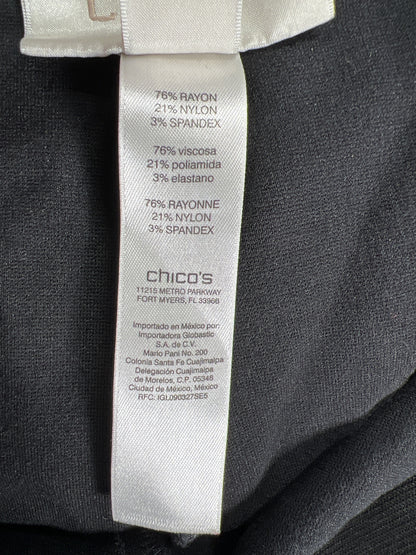 L
76% RAYON
21% NYLON
3% SPANDEX
76% viscosa
21% poliamida
3% elastano
76% RAYONNE
21% NYLON
3% SPANDEX
chico's
11215 METRO PARKWAY
FORT MYERS, FL 33966
Importado en México por:
Importadora Globastic
S.A. de C.V.
Mario Pani No. 200
Colonia Santa Fe Cuajimalpa
Delegación Cuajimalpa
de Morelos, C.P. 05348
Ciudad de México, México
RFC: IGL090327SE5